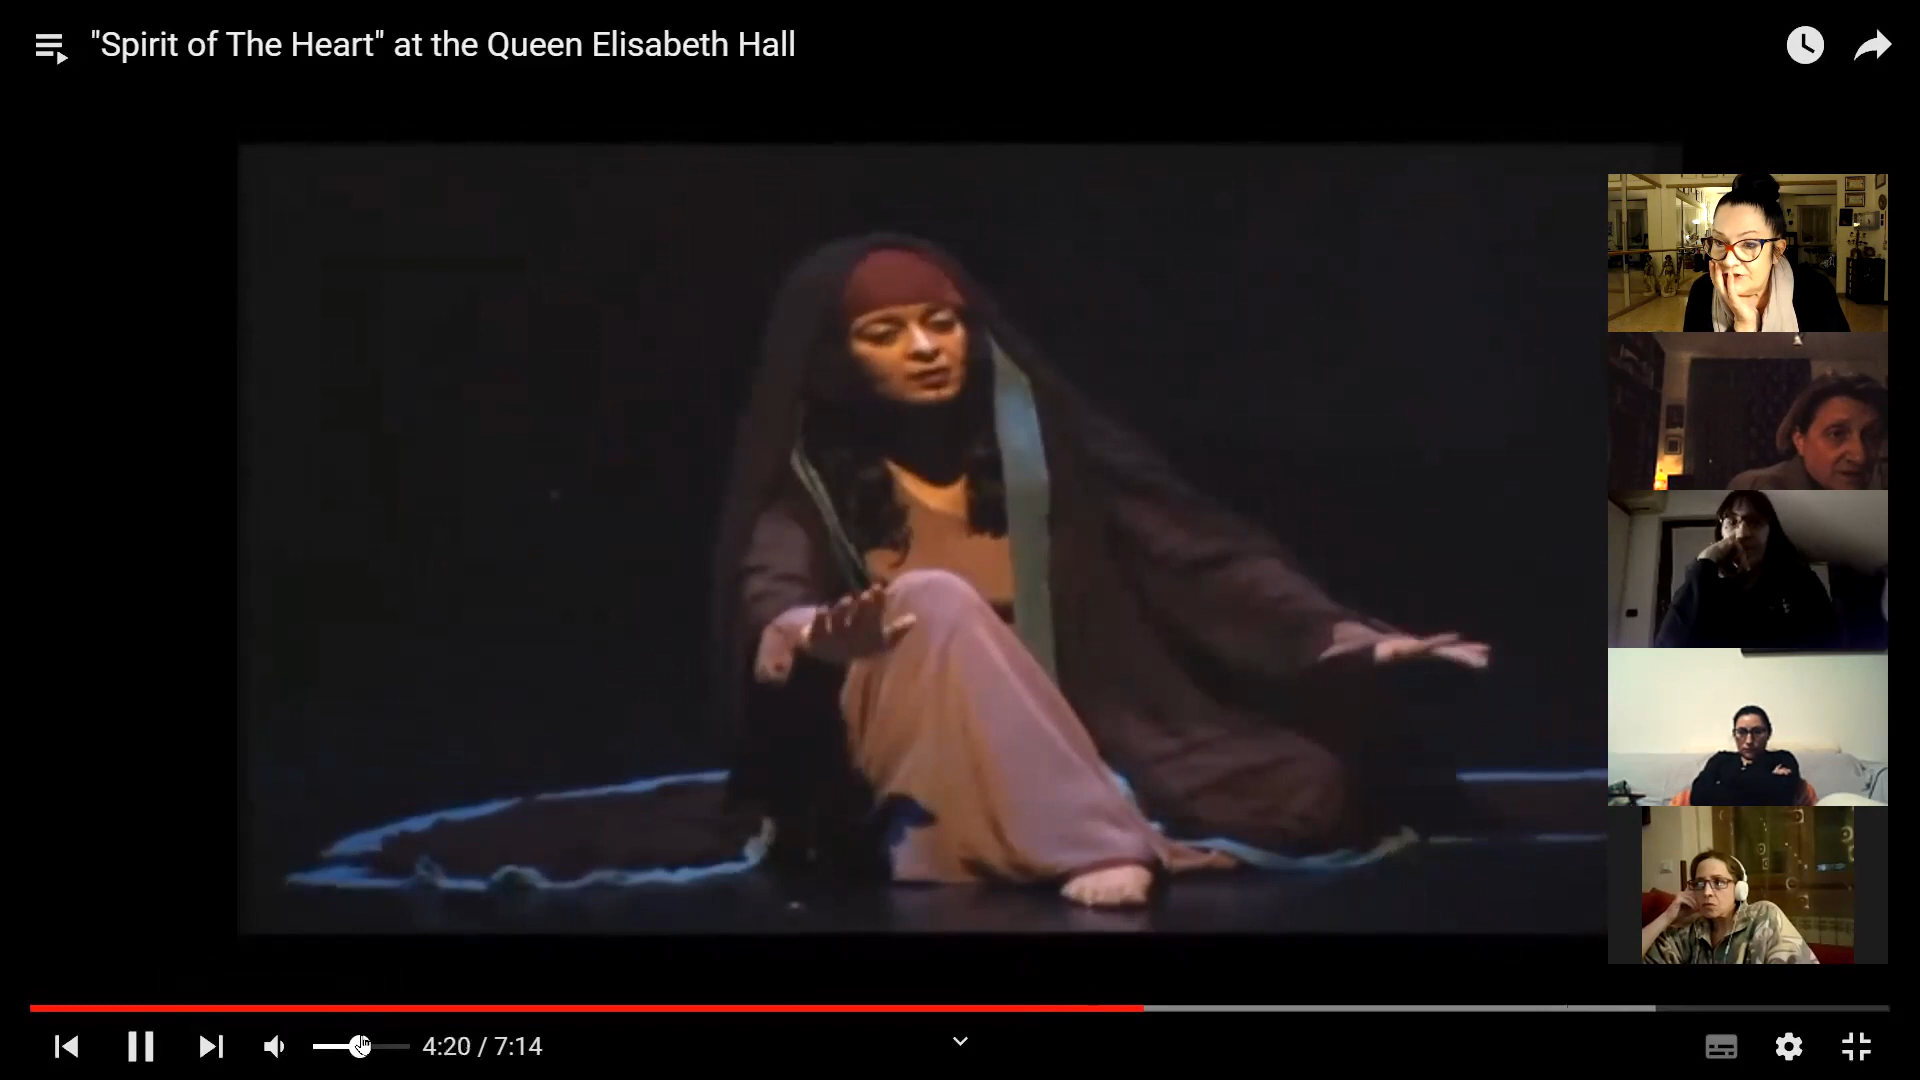 "Spirit of The Heart" at the Queen Elisabeth Hall
4:20 / 7:14